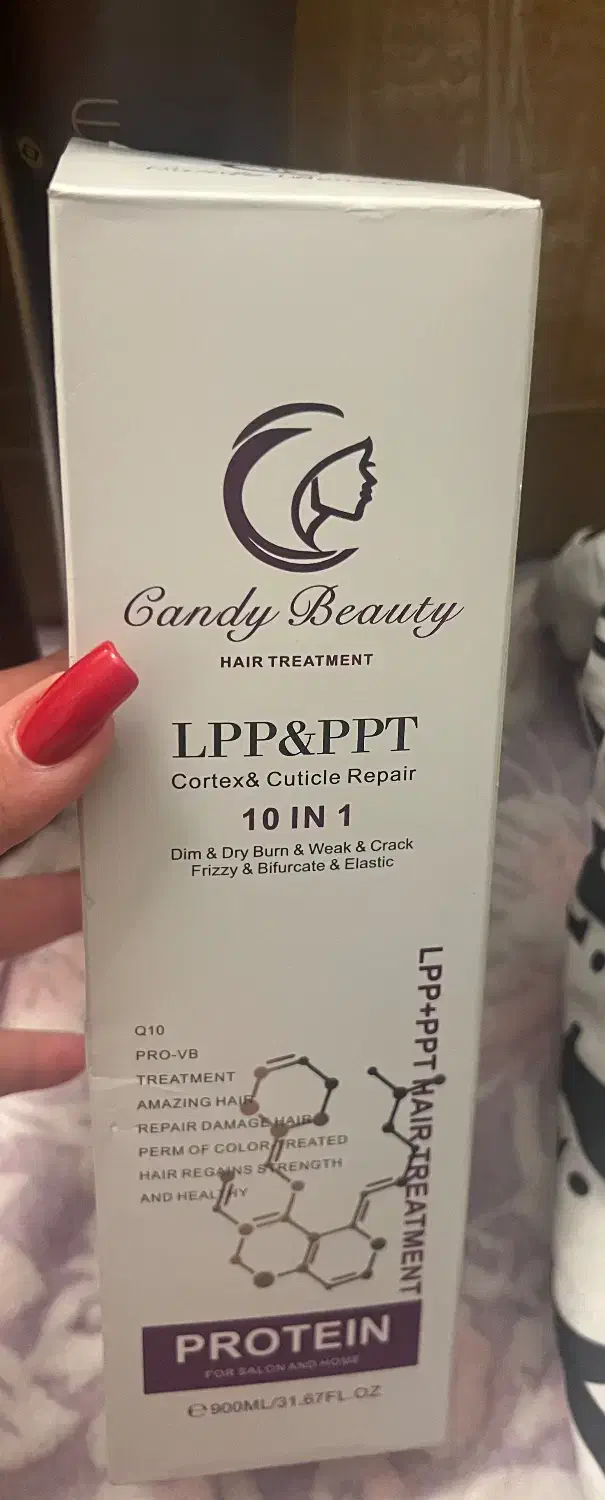 Candy Beauty
HAIR TREATMENT
LPP&PPT
Cortex& Cuticle Repair
10 IN 1
Dim & Dry Burn & Weak & Crack
Frizzy & Bifurcate & Elastic
LPP+PPT HAIR TREATMENT
Q10
PRO-VB
TREATMENT
AMAZING HAIR
REPAIR DAMAGE HAIR
PERM OF COLOR TREATED
HAIR REGAINS STRENGTH
AND HEALTHY
PROTEIN
FOR SALON AND HOME
℮900ML/31.67FL.OZ